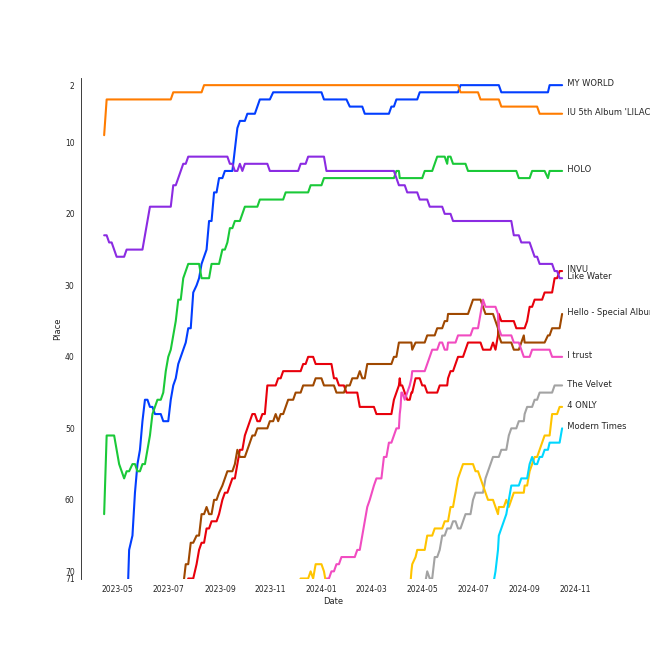 2
10
20
30
40
50
60
70
71
Place
2023-05
2023-07
2023-09
2023-11
2024-01
2024-03
2024-05
2024-07
2024-09
2024-11
Date
MY WORLD
IU 5th Album 'LILAC
HOLO
INVU
Like Water
Hello - Special Albu
I trust
The Velvet
4 ONLY
Modern Times